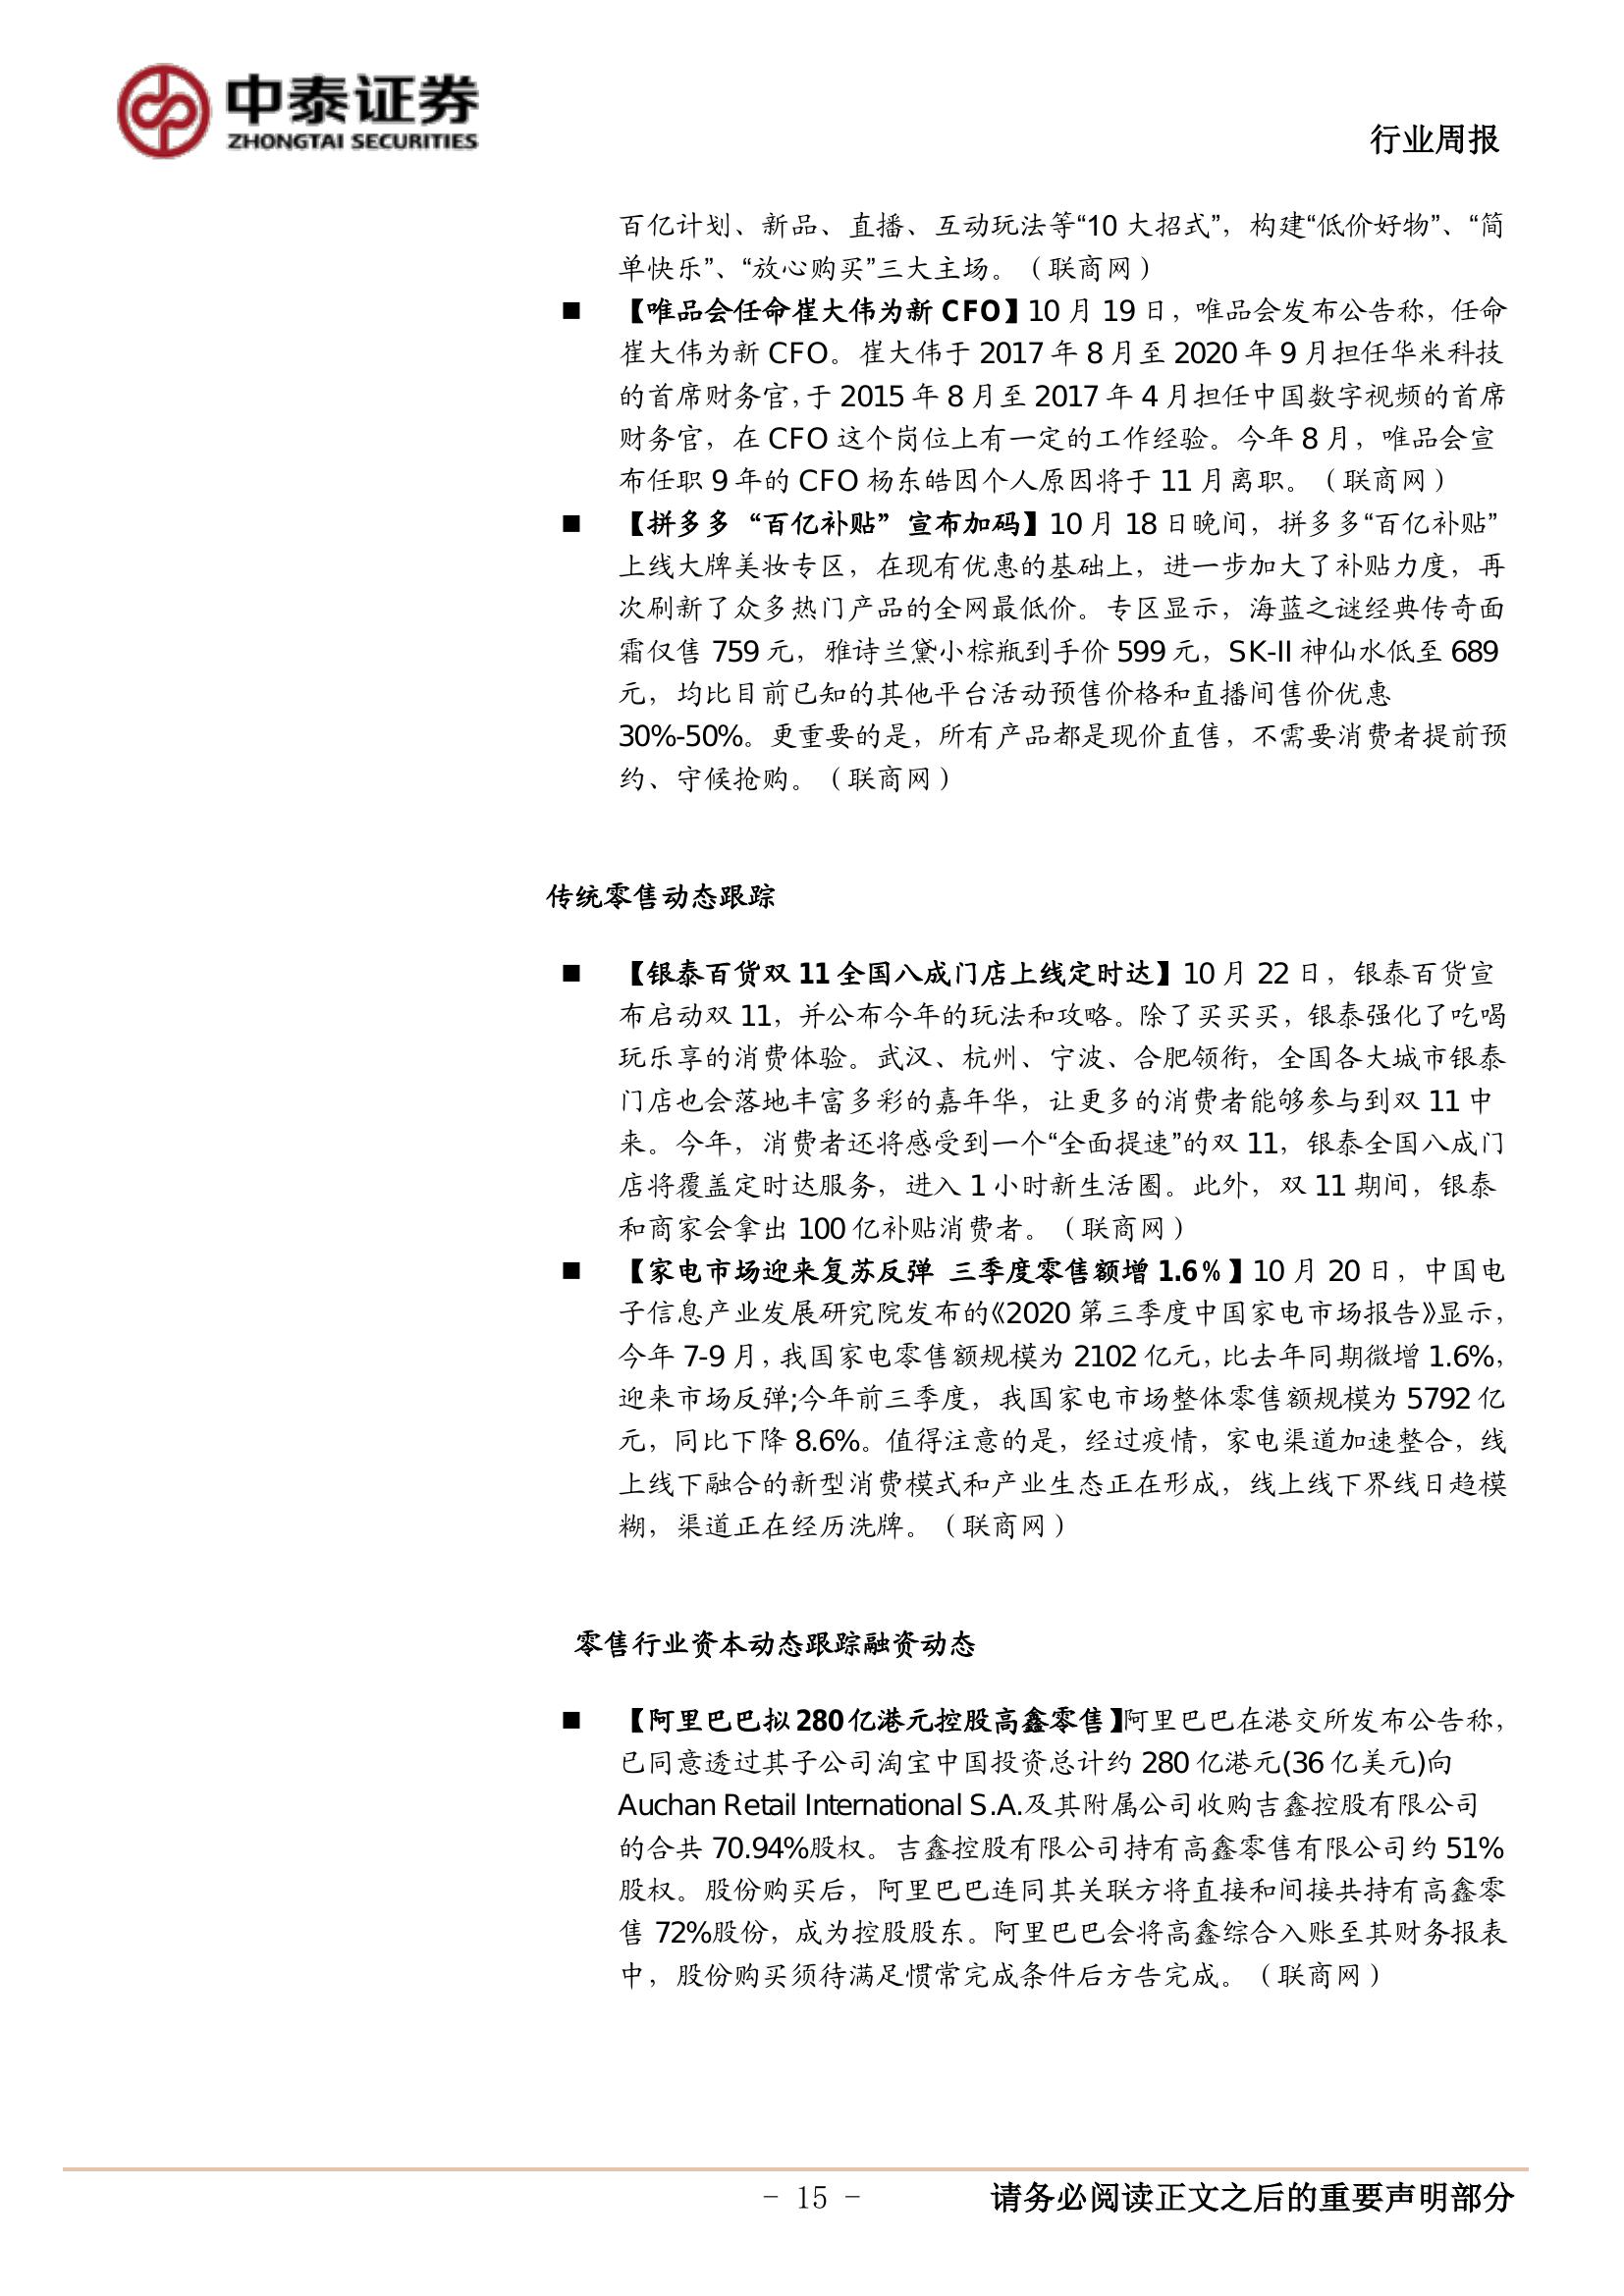 中泰证券
ZHONGTAI SECURITIES
行业周报
百亿计划、新品、直播、互动玩法等“10 大招式”，构建“低价好物”、“简
单快乐”、“放心购买”三大主场。（联商网）
■ 【唯品会任命崔大伟为新 CFO】10 月 19 日，唯品会发布公告称，任命
崔大伟为新 CFO。崔大伟于 2017 年 8 月至 2020 年 9 月担任华米科技
的首席财务官，于 2015 年 8 月至 2017 年 4 月担任中国数字视频的首席
财务官，在 CFO 这个岗位上有一定的工作经验。今年 8 月，唯品会宣
布任职 9 年的 CFO 杨东皓因个人原因将于 11 月离职。（联商网）
■ 【拼多多“百亿补贴”宣布加码】10 月 18 日晚间，拼多多“百亿补贴”
上线大牌美妆专区，在现有优惠的基础上，进一步加大了补贴力度，再
次刷新了众多热门产品的全网最低价。专区显示，海蓝之谜经典传奇面
霜仅售 759 元，雅诗兰黛小棕瓶到手价 599 元，SK-II 神仙水低至 689
元，均比目前已知的其他平台活动预售价格和直播间售价优惠
30%-50%。更重要的是，所有产品都是现价直售，不需要消费者提前预
约、守候抢购。（联商网）
传统零售动态跟踪
■ 【银泰百货双 11 全国八成门店上线定时达】10 月 22 日，银泰百货宣
布启动双 11，并公布今年的玩法和攻略。除了买买买，银泰强化了吃喝
玩乐享的消费体验。武汉、杭州、宁波、合肥领衔，全国各大城市银泰
门店也会落地丰富多彩的嘉年华，让更多的消费者能够参与到双 11 中
来。今年，消费者还将感受到一个“全面提速”的双 11，银泰全国八成门
店将覆盖定时达服务，进入 1 小时新生活圈。此外，双 11 期间，银泰
和商家会拿出 100 亿补贴消费者。（联商网）
■ 【家电市场迎来复苏反弹 三季度零售额增 1.6%】10 月 20 日，中国电
子信息产业发展研究院发布的《2020 第三季度中国家电市场报告》显示，
今年 7-9 月，我国家电零售额规模为 2102 亿元，比去年同期微增 1.6%，
迎来市场反弹;今年前三季度，我国家电市场整体零售额规模为 5792 亿
元，同比下降 8.6%。值得注意的是，经过疫情，家电渠道加速整合，线
上线下融合的新型消费模式和产业生态正在形成，线上线下界线日趋模
糊，渠道正在经历洗牌。（联商网）
零售行业资本动态跟踪融资动态
■ 【阿里巴巴拟 280 亿港元控股高鑫零售】阿里巴巴在港交所发布公告称，
已同意透过其子公司淘宝中国投资总计约 280 亿港元(36 亿美元)向
Auchan Retail International S.A.及其附属公司收购吉鑫控股有限公司
的合共 70.94%股权。吉鑫控股有限公司持有高鑫零售有限公司约 51%
股权。股份购买后，阿里巴巴连同其关联方将直接和间接共持有高鑫零
售 72%股份，成为控股股东。阿里巴巴会将高鑫综合入账至其财务报表
中，股份购买须待满足惯常完成条件后方告完成。（联商网）
- 15 -
请务必阅读正文之后的重要声明部分